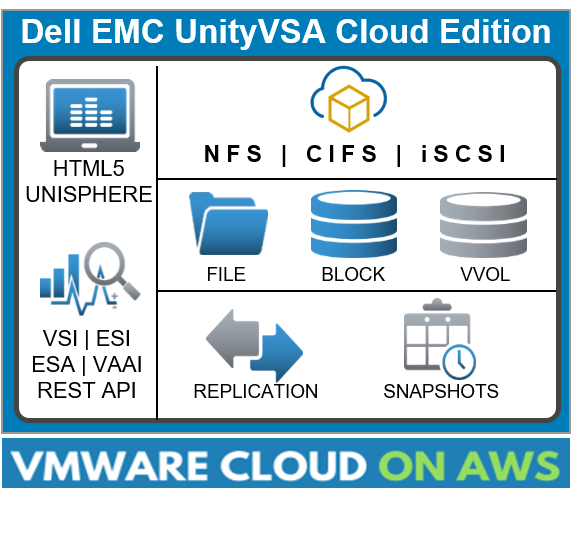 Dell EMC UnityVSA Cloud Edition
HTML5
UNISPHERE
VSI | ESI
ESA | VAAI
REST API
NFS | CIFS | iSCSI
FILE
BLOCK
VVOL
REPLICATION
SNAPSHOTS
VMWARE CLOUD ON AWS